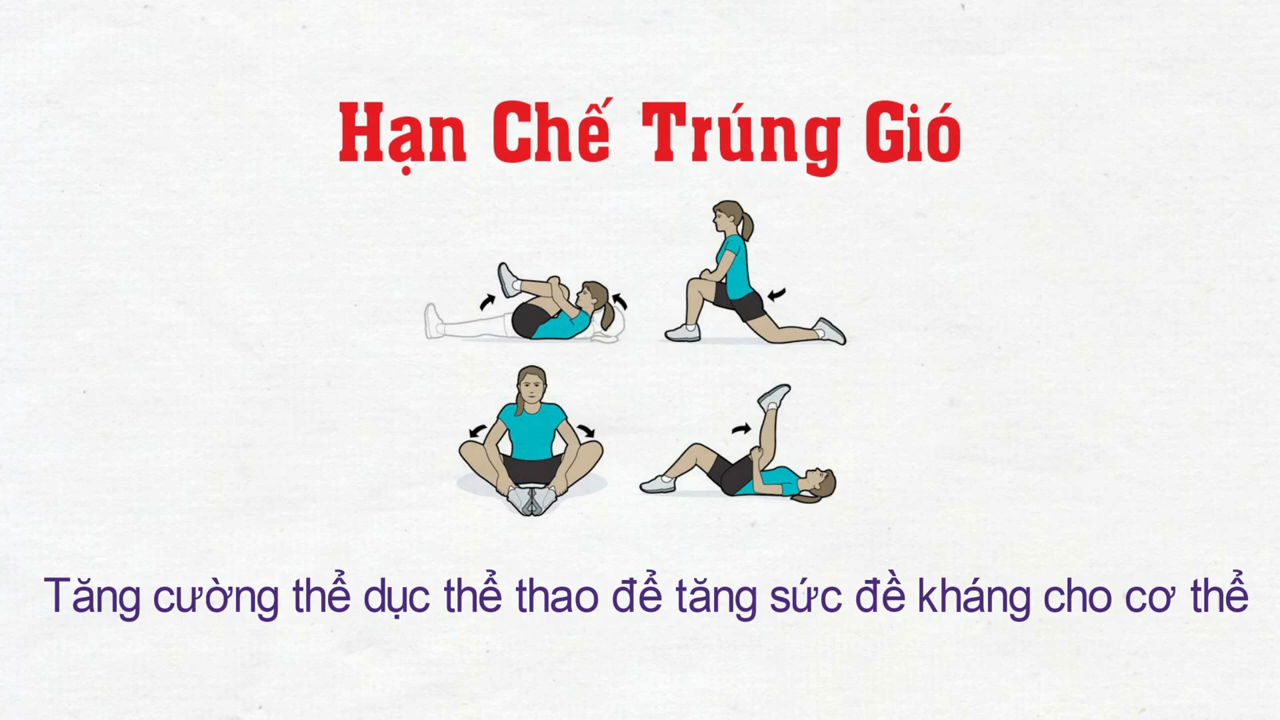 Hạn Chế Trúng Gió
Tăng cường thể dục thể thao để tăng sức đề kháng cho cơ thể